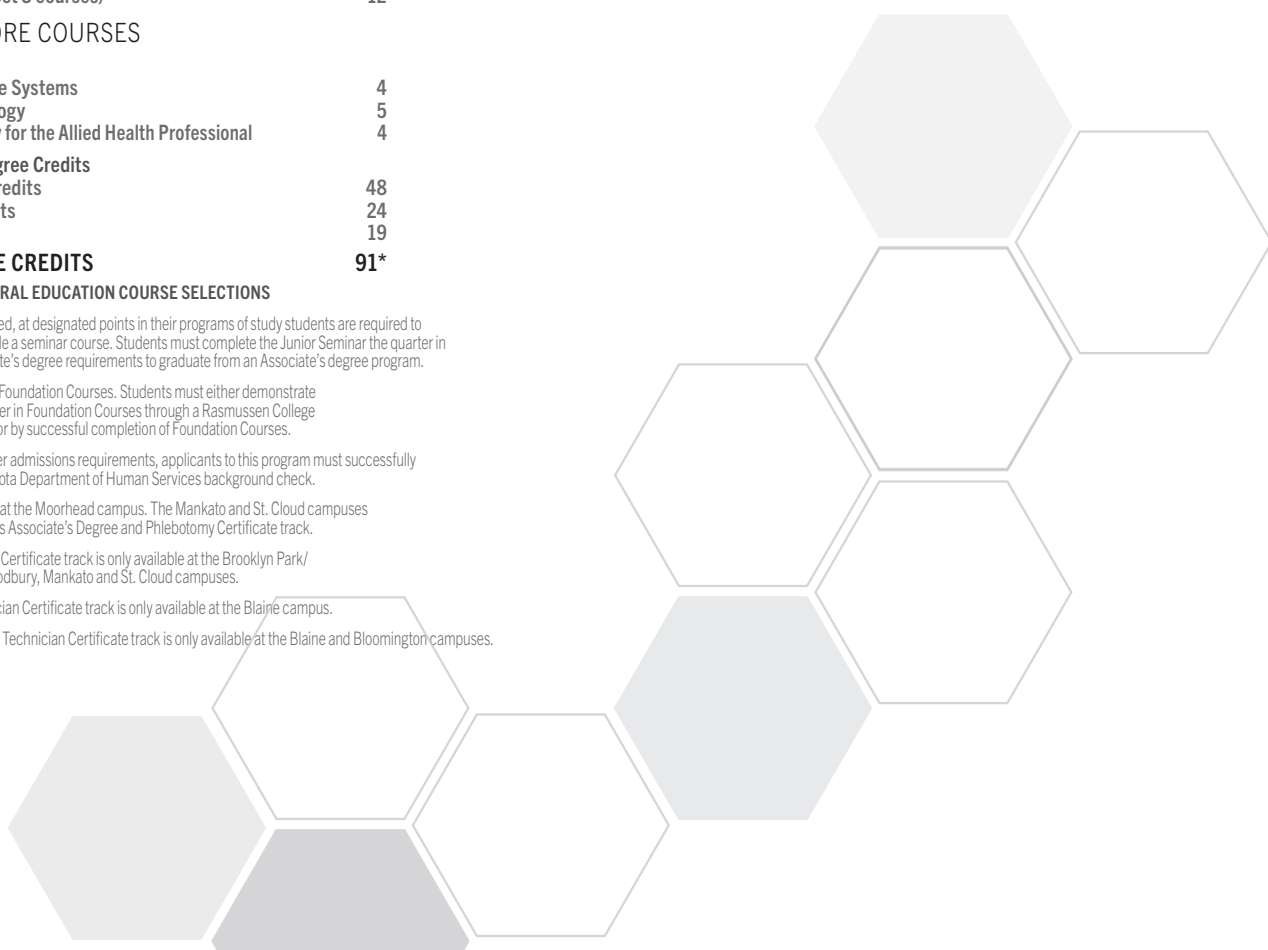 12
ORE COURSES
e Systems 4
ogy 5
for the Allied Health Professional 4
gree Credits
redits 48
ts 24
19
E CREDITS 91*
RAL EDUCATION COURSE SELECTIONS
ed, at designated points in their programs of study students are required to
le a seminar course. Students must complete the Junior Seminar the quarter in
te’s degree requirements to graduate from an Associate’s degree program.
Foundation Courses. Students must either demonstrate
er in Foundation Courses through a Rasmussen College
or by successful completion of Foundation Courses.
er admissions requirements, applicants to this program must successfully
ota Department of Human Services background check.
at the Moorhead campus. The Mankato and St. Cloud campuses
s Associate’s Degree and Phlebotomy Certificate track.
Certificate track is only available at the Brooklyn Park/
odbury, Mankato and St. Cloud campuses.
cian Certificate track is only available at the Blaine campus.
Technician Certificate track is only available at the Blaine and Bloomington campuses.